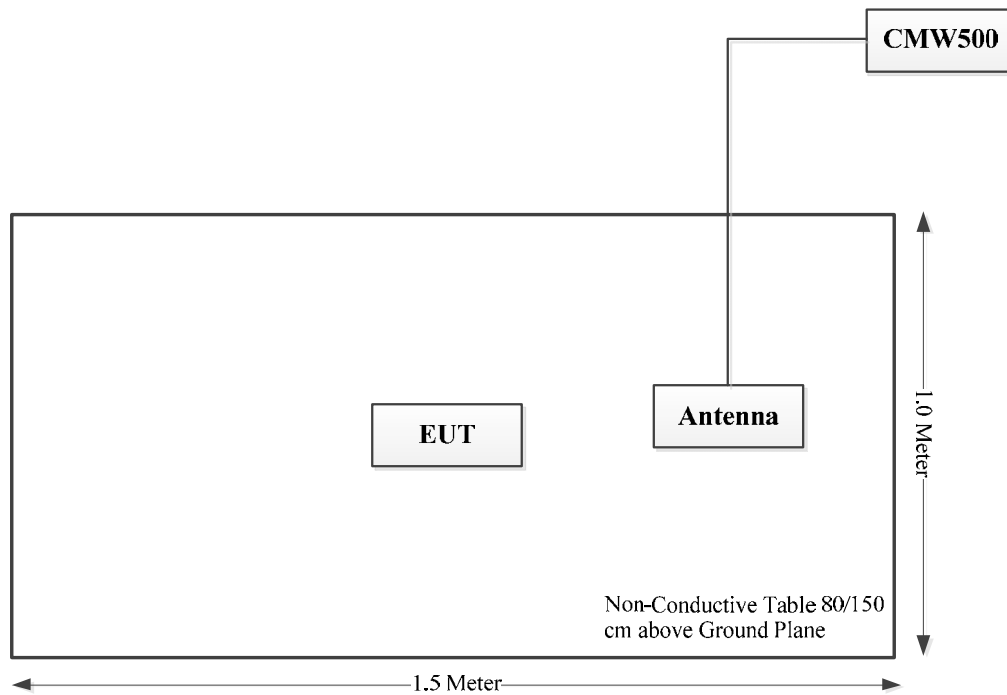 CMW500
EUT
Antenna
1.0 Meter
Non-Conductive Table 80/150
cm above Ground Plane
1.5 Meter